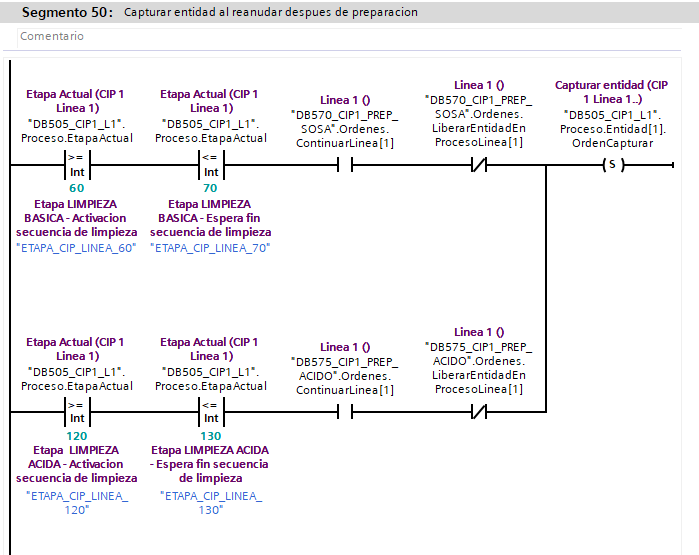 Segmento 50: Capturar entidad al reanudar despues de preparacion
Comentario
Etapa Actual (CIP 1
Linea 1)
"DB505_CIP1_L1".
Proceso.EtapaActual
>=
Int
60
Etapa LIMPIEZA
BASICA - Activacion
secuencia de limpieza
"ETAPA_CIP_LINEA_60"
Etapa Actual (CIP 1
Linea 1)
"DB505_CIP1_L1".
Proceso.EtapaActual
<=
Int
70
Etapa LIMPIEZA
BASICA - Espera fin
secuencia de limpieza
"ETAPA_CIP_LINEA_70"
Linea 1 ()
"DB570_CIP1_PREP_
SOSA".Ordenes.
ContinuarLinea[1]
Linea 1 ()
"DB570_CIP1_PREP_
SOSA".Ordenes.
LiberarEntidadEn
ProcesoLinea[1]
Capturar entidad (CIP
1 Linea 1..)
"DB505_CIP1_L1".
Proceso.Entidad[1].
OrdenCapturar
S
Etapa Actual (CIP 1
Linea 1)
"DB505_CIP1_L1".
Proceso.EtapaActual
>=
Int
120
Etapa  LIMPIEZA
ACIDA - Activacion
secuencia de limpieza
"ETAPA_CIP_LINEA_
120"
Etapa Actual (CIP 1
Linea 1)
"DB505_CIP1_L1".
Proceso.EtapaActual
<=
Int
130
Etapa LIMPIEZA ACIDA
- Espera fin secuencia
de limpieza
"ETAPA_CIP_LINEA_
130"
Linea 1 ()
"DB575_CIP1_PREP_
ACIDO".Ordenes.
ContinuarLinea[1]
Linea 1 ()
"DB575_CIP1_PREP_
ACIDO".Ordenes.
LiberarEntidadEn
ProcesoLinea[1]